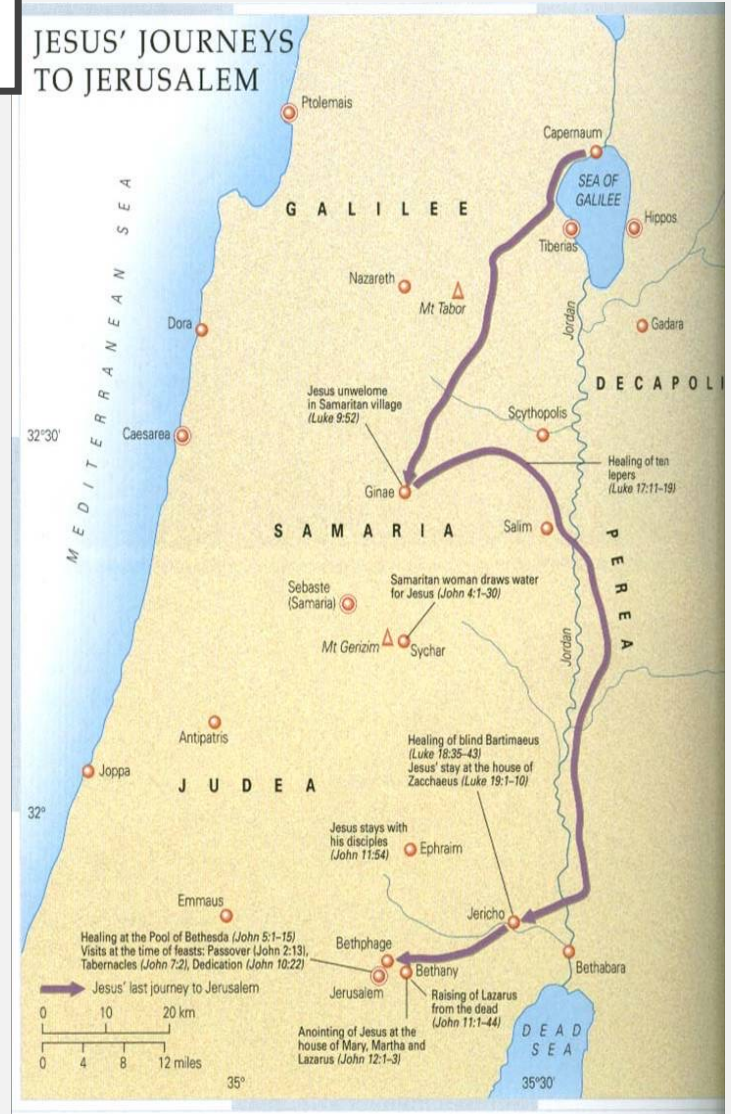 JESUS' JOURNEYS
TO JERUSALEM
Ptolemais
Capernaum
SEA OF
GALILEE
GALILEE
Hippos
Tiberias
MEDITERRANEAN SEA
Nazareth
Mt Tabor
Jordan
Dora
Gadara
DECAPOLI
Jesus unwelome
in Samaritan village
(Luke 9:52)
Scythopolis
32°30'
Caesarea
Healing of ten
lepers
(Luke 17:11–19)
Ginae
SAMARIA
Salim
PEREA
Samaritan woman draws water
for Jesus (John 4:1–30)
Sebaste
(Samaria)
Mt Gerizim
Sychar
Jordan
Antipatris
Healing of blind Bartimaeus
(Luke 18:35–43)
Jesus' stay at the house of
Zacchaeus (Luke 19:1–10)
Joppa
JUDEA
32°
Jesus stays with
his disciples
(John 11:54)
Ephraim
Emmaus
Jericho
Healing at the Pool of Bethesda (John 5:1–15)
Visits at the time of feasts: Passover (John 2:13),
Tabernacles (John 7:2), Dedication (John 10:22)
Bethphage
Bethany
Bethabara
Jerusalem
Jesus' last journey to Jerusalem
0 10 20 km
0 4 8 12 miles
Raising of Lazarus
from the dead
(John 11:1–44)
Anointing of Jesus at the
house of Mary, Martha and
Lazarus (John 12:1–3)
DEAD
SEA
35°
35°30'